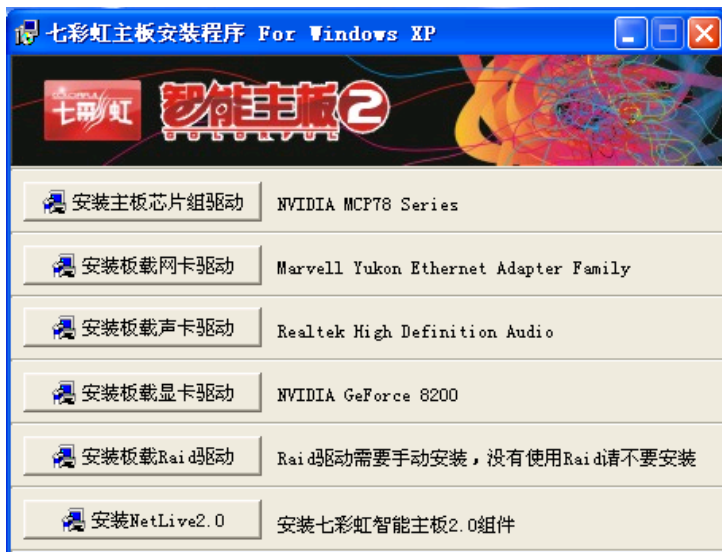 七彩虹主板安装程序 For Windows XP
COLORFUL
七彩虹
智能主板2
COLORFUL
安装主板芯片组驱动 NVIDIA MCP78 Series
安装板载网卡驱动 Marvell Yukon Ethernet Adapter Family
安装板载声卡驱动 Realtek High Definition Audio
安装板载显卡驱动 NVIDIA GeForce 8200
安装板载Raid驱动 Raid驱动需要手动安装，没有使用Raid请不要安装
安装NetLive2.0 安装七彩虹智能主板2.0组件